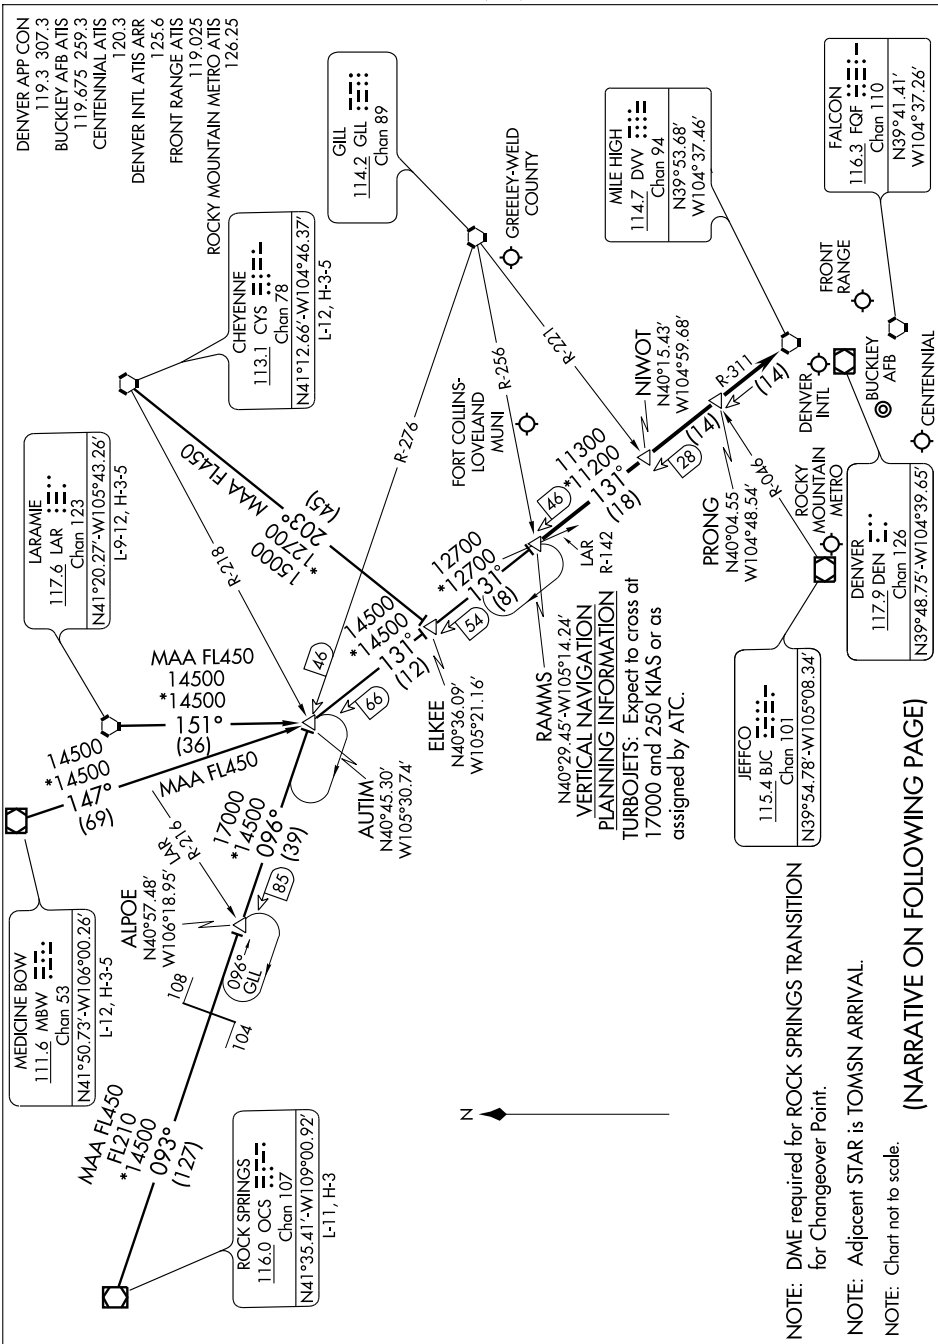 DENVER APP CON
119.3 307.3
BUCKLEY AFB ATIS
119.675 259.3
CENTENNIAL ATIS
120.3
DENVER INTL ATIS ARR
125.6
FRONT RANGE ATIS
119.025
ROCKY MOUNTAIN METRO ATIS
126.25
MEDICINE BOW
111.6 MBW
Chan 53
N41°50.73'-W106°00.26'
L-12, H-3-5
LARAMIE
117.6 LAR
Chan 123
N41°20.27'-W105°43.26'
L-9-12, H-3-5
CHEYENNE
113.1 CYS
Chan 78
N41°12.66'-W104°46.37'
L-12, H-3-5
GILL
114.2 GLL
Chan 89
GREELEY-WELD
COUNTY
ROCK SPRINGS
116.0 OCS
Chan 107
N41°35.41'-W109°00.92'
L-11, H-3
MAA FL450
FL210
*14500
093°
(127)
108
104
ALPOE
N40°57.48'
W106°18.95'
096°
GLL
85
LAR
R-216
17000
*14500
096°
(39)
14500
*14500
147°
(69)
MAA FL450
MAA FL450
14500
*14500
151°
(36)
R-218
MAA FL450
15000
*12700
203°
(45)
R-276
R-256
R-221
46
66
AUTIM
N40°45.30'
W105°30.74'
14500
*14500
131°
(12)
ELKEE
N40°36.09'
W105°21.16'
54
12700
*12700
131°
(8)
FORT COLLINS-
LOVELAND
MUNI
RAMMS
N40°29.45'-W105°14.24'
LAR
R-142
46
11300
*11200
131°
(18)
NIWOT
N40°15.43'
W104°59.68'
28
(14)
PRONG
N40°04.55
W104°48.54'
R-046
R-311
(14)
MILE HIGH
114.7 DVV
Chan 94
N39°53.68'
W104°37.46'
FALCON
116.3 FQF
Chan 110
N39°41.41'
W104°37.26'
FRONT
RANGE
DENVER
INTL
BUCKLEY
AFB
CENTENNIAL
ROCKY
MOUNTAIN
METRO
DENVER
117.9 DEN
Chan 126
N39°48.75'-W104°39.65'
JEFFCO
115.4 BJC
Chan 101
N39°54.78'-W105°08.34'
VERTICAL NAVIGATION
PLANNING INFORMATION
TURBOJETS: Expect to cross at
17000 and 250 KIAS or as
assigned by ATC.
N
NOTE: DME required for ROCK SPRINGS TRANSITION
for Changeover Point.
NOTE: Adjacent STAR is TOMSN ARRIVAL.
NOTE: Chart not to scale.
(NARRATIVE ON FOLLOWING PAGE)